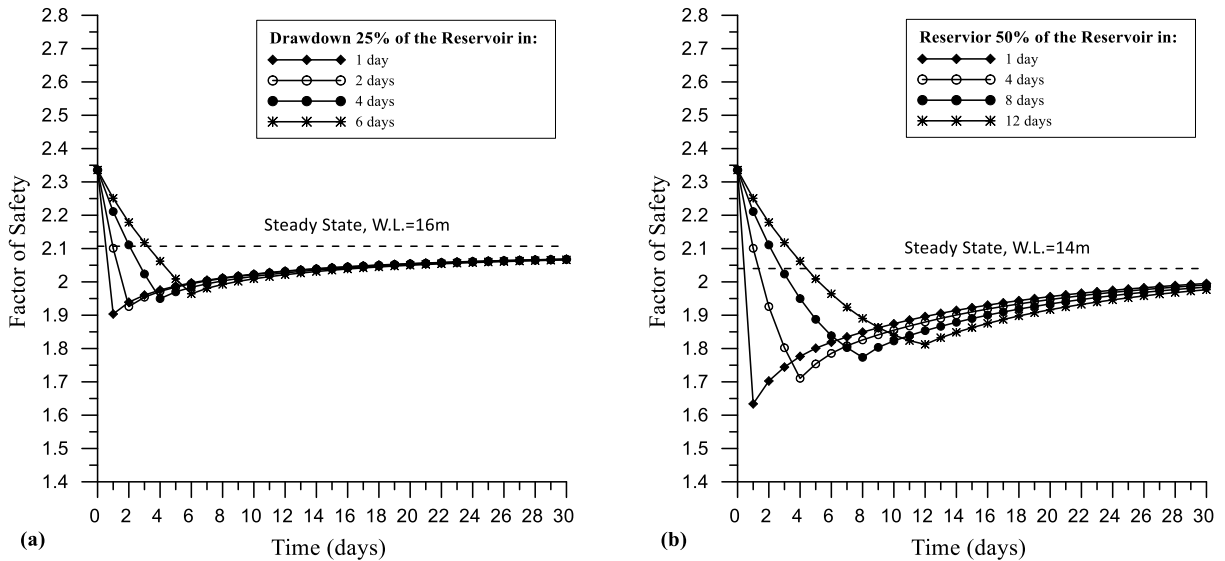 2.8
2.7
2.6
2.5
2.4
2.3
2.2
2.1
2
1.9
1.8
1.7
1.6
1.5
1.4
Factor of Safety
Drawdown 25% of the Reservoir in:
1 day
2 days
4 days
6 days
Steady State, W.L.=16m
0 2 4 6 8 10 12 14 16 18 20 22 24 26 28 30
Time (days)
(a)
2.8
2.7
2.6
2.5
2.4
2.3
2.2
2.1
2
1.9
1.8
1.7
1.6
1.5
1.4
Factor of Safety
Reservior 50% of the Reservoir in:
1 day
4 days
8 days
12 days
Steady State, W.L.=14m
0 2 4 6 8 10 12 14 16 18 20 22 24 26 28 30
Time (days)
(b)